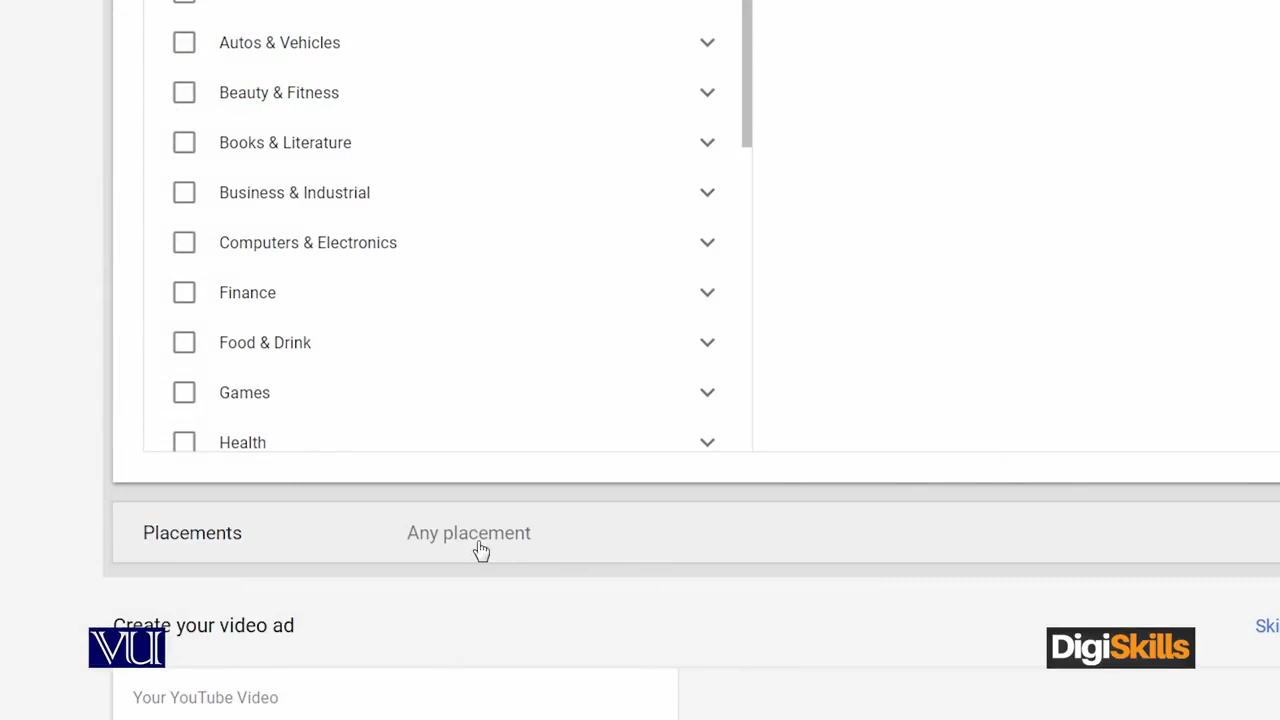 Autos & Vehicles
Beauty & Fitness
Books & Literature
Business & Industrial
Computers & Electronics
Finance
Food & Drink
Games
Health
Placements Any placement
Create your video ad
VU
DigiSkills
Your YouTube Video